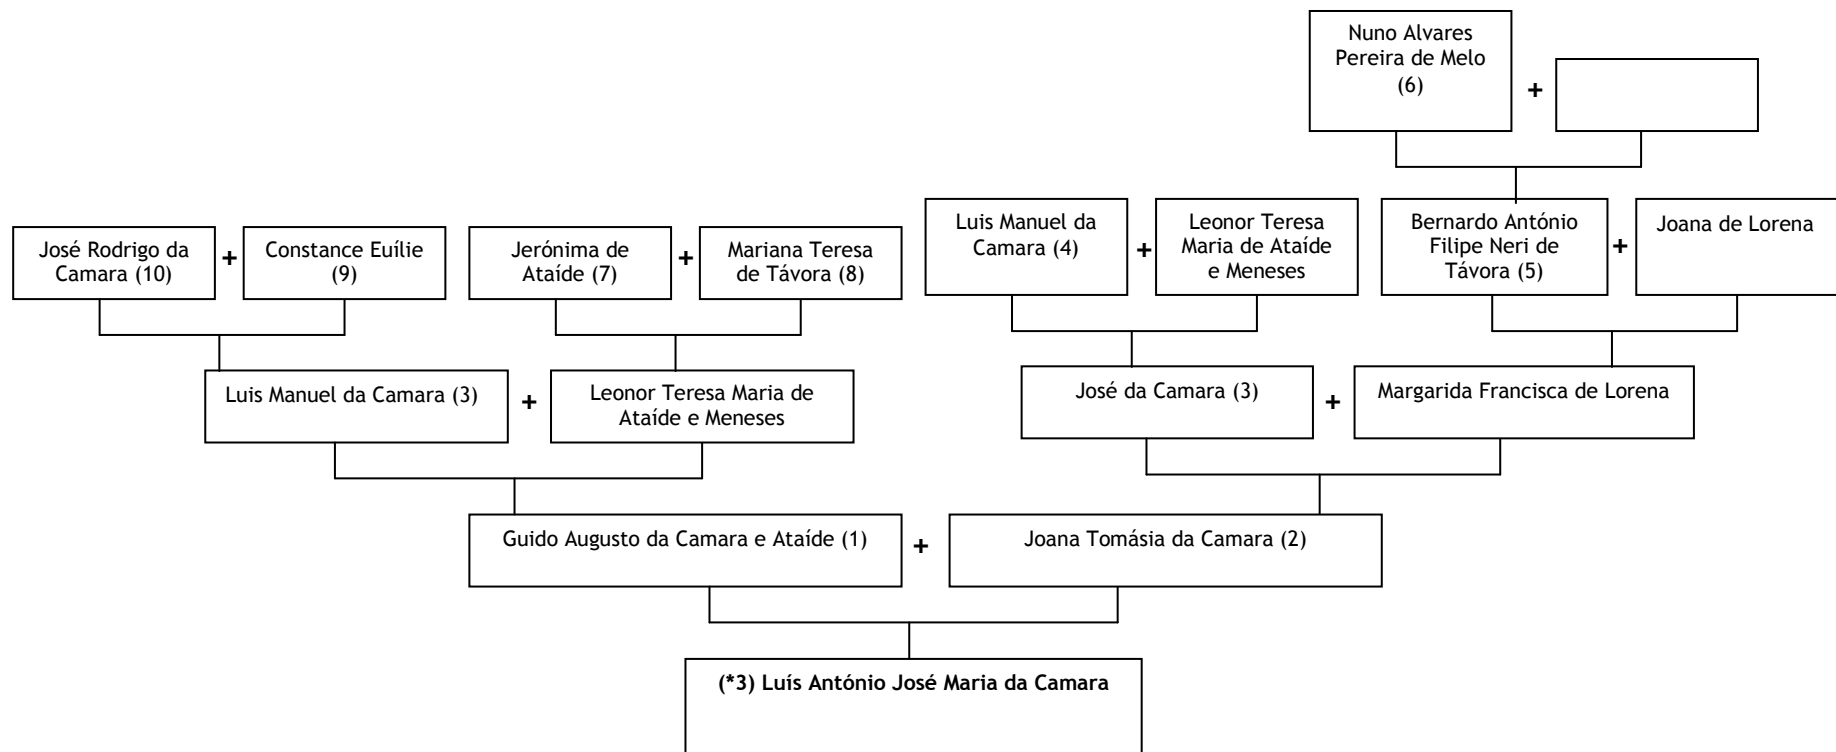 Nuno Alvares
Pereira de Melo
(6)
+
José Rodrigo da
Camara (10)
+
Constance Euílie
(9)
Jerónima de
Ataíde (7)
+
Mariana Teresa
de Távora (8)
Luis Manuel da
Camara (4)
+
Leonor Teresa
Maria de Ataíde
e Meneses
Bernardo António
Filipe Neri de
Távora (5)
+
Joana de Lorena
Luis Manuel da Camara (3)
+
Leonor Teresa Maria de
Ataíde e Meneses
José da Camara (3)
+
Margarida Francisca de Lorena
Guido Augusto da Camara e Ataíde (1)
+
Joana Tomásia da Camara (2)
(*3) Luís António José Maria da Camara